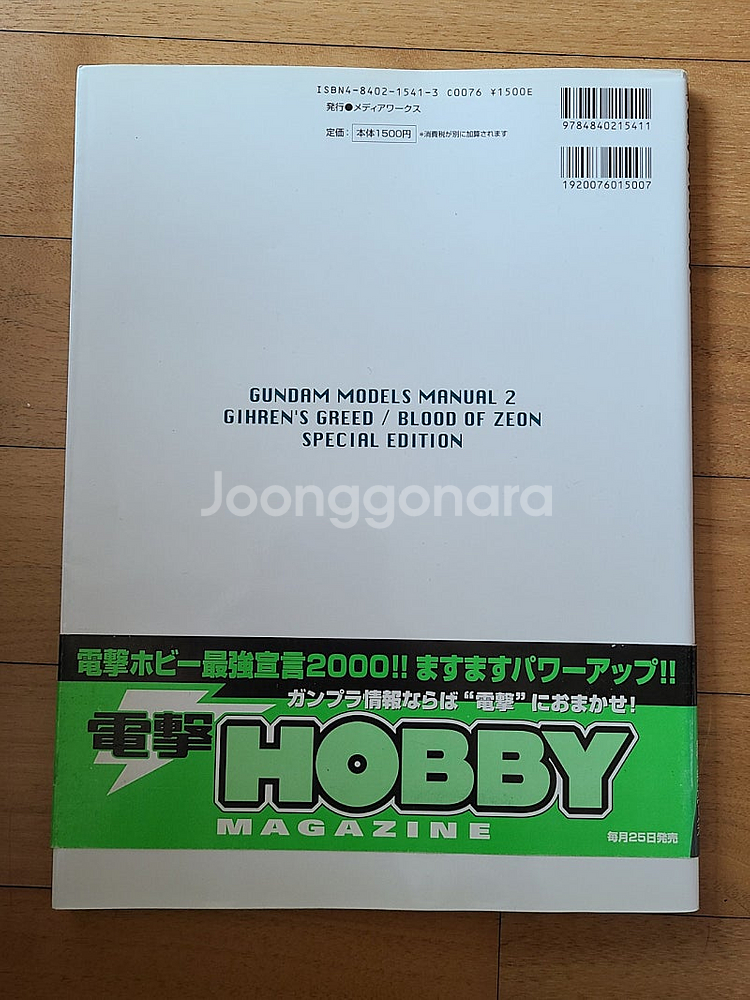 ISBN4-8402-1541-3 C0076 ¥1500E
発行●メディアワークス
定価: 本体1500円 *消費税が別に加算されます
9784840215411
1920076015007
GUNDAM MODELS MANUAL 2
GIHREN'S GREED / BLOOD OF ZEON
SPECIAL EDITION
Joonggonara
電撃ホビー最強宣言2000!! ますますパワーアップ!!
ガンプラ情報ならば“電撃”におまかせ!
電撃
HOBBY
MAGAZINE
毎月25日発売